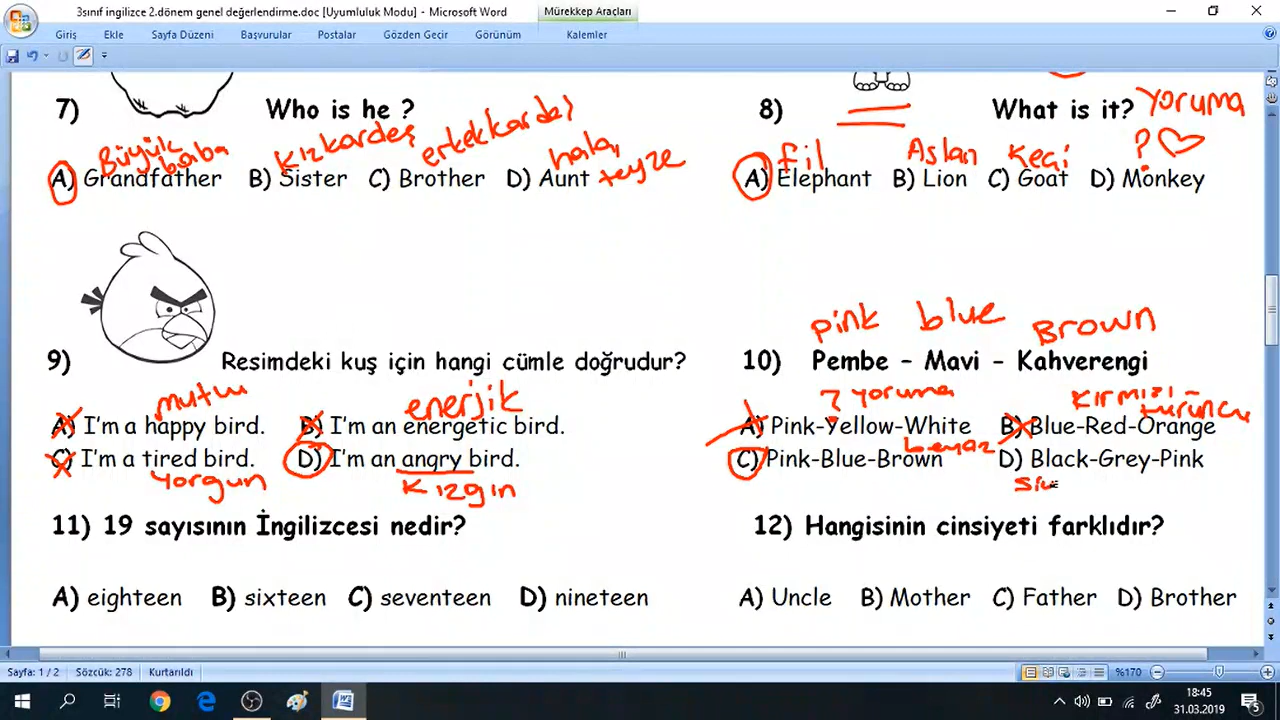 3sınıf ingilizce 2.dönem genel değerlendirme.doc [Uyumluluk Modu] - Microsoft Word
Mürekkep Araçları
Giriş Ekle Sayfa Düzeni Başvurular Postalar Gözden Geçir Görünüm Kalemler
7) Who is he ?
Büyük baba kız kardeş erkek kardeş hala, teyze
A) Grandfather B) Sister C) Brother D) Aunt
8) What is it? Yoruma
fil Aslan Keçi ? ♡
A) Elephant B) Lion C) Goat D) Monkey
9) Resimdeki kuş için hangi cümle doğrudur?
mutlu enerjik
A) I'm a happy bird. B) I'm an energetic bird.
C) I'm a tired bird. D) I'm an angry bird.
Yorgun Kızgın
pink blue Brown
10) Pembe – Mavi – Kahverengi
? yoruma kırmızı - turuncu
A) Pink-Yellow-White B) Blue-Red-Orange
beyaz
C) Pink-Blue-Brown D) Black-Grey-Pink
11) 19 sayısının İngilizcesi nedir?
A) eighteen B) sixteen C) seventeen D) nineteen
12) Hangisinin cinsiyeti farklıdır?
A) Uncle B) Mother C) Father D) Brother
Sayfa: 1 / 2 Sözcük: 278 Kurtarıldı %170
18:45
31.03.2019
5